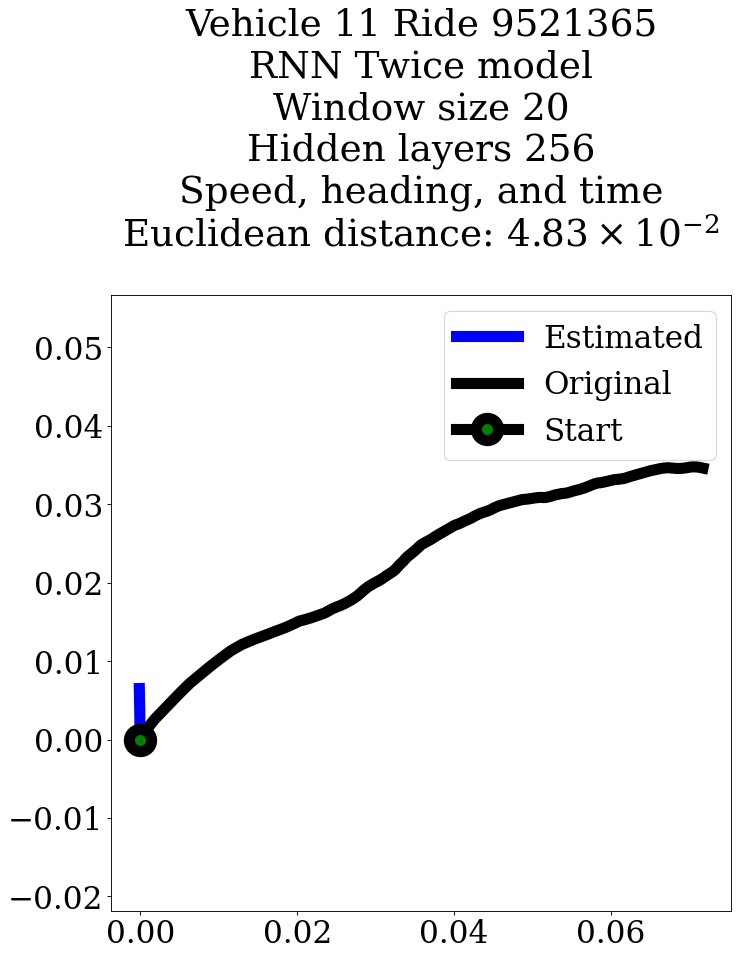 Vehicle 11 Ride 9521365
RNN Twice model
Window size 20
Hidden layers 256
Speed, heading, and time
Euclidean distance: 4.83 × 10⁻²
Estimated
Original
Start
0.05
0.04
0.03
0.02
0.01
0.00
−0.01
−0.02
0.00 0.02 0.04 0.06